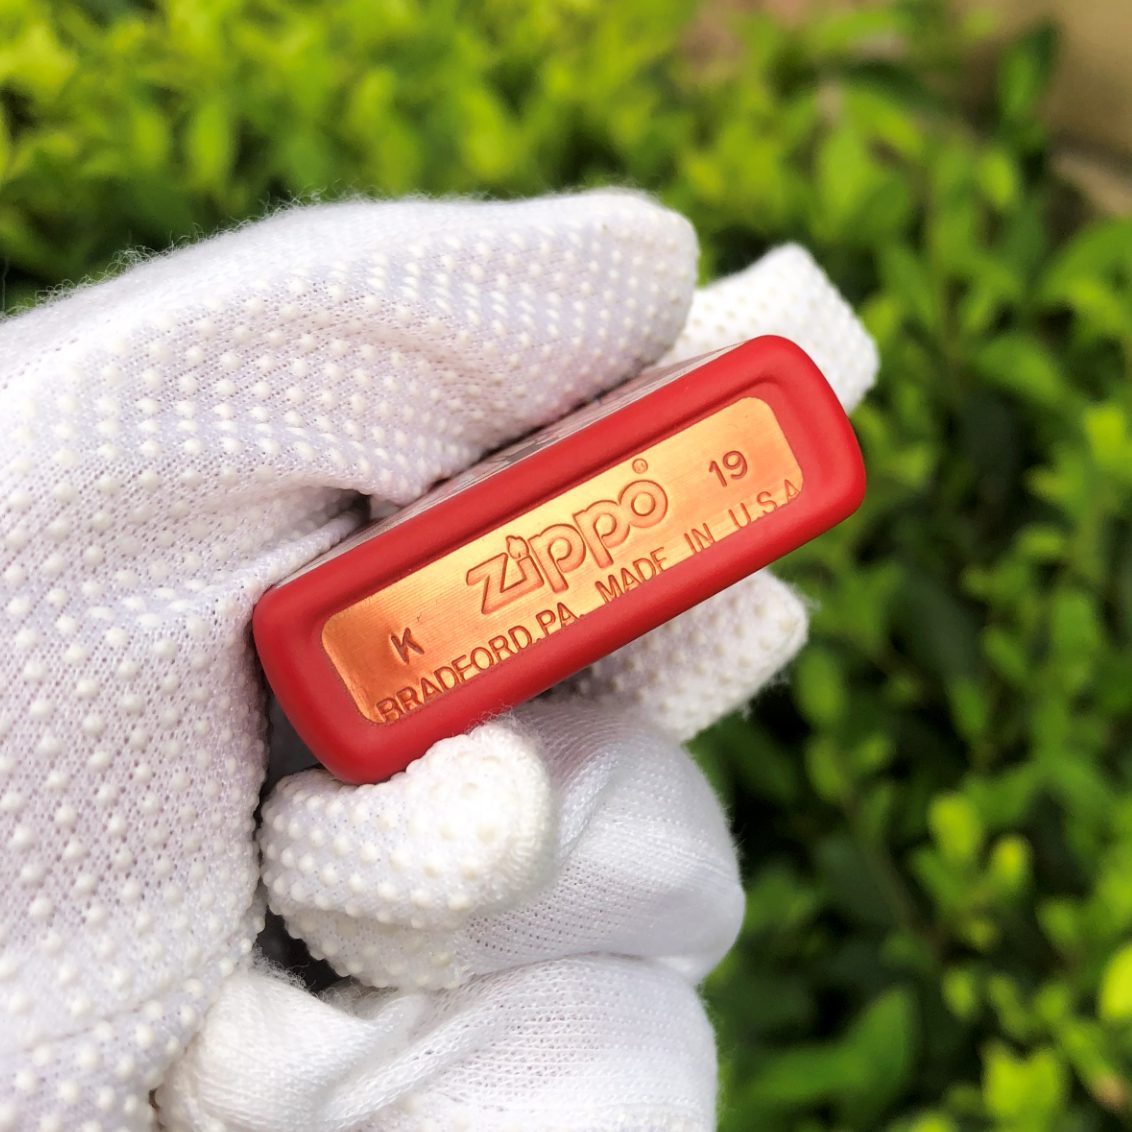 K zippo® 19
BRADFORD,PA. MADE IN U.S.A